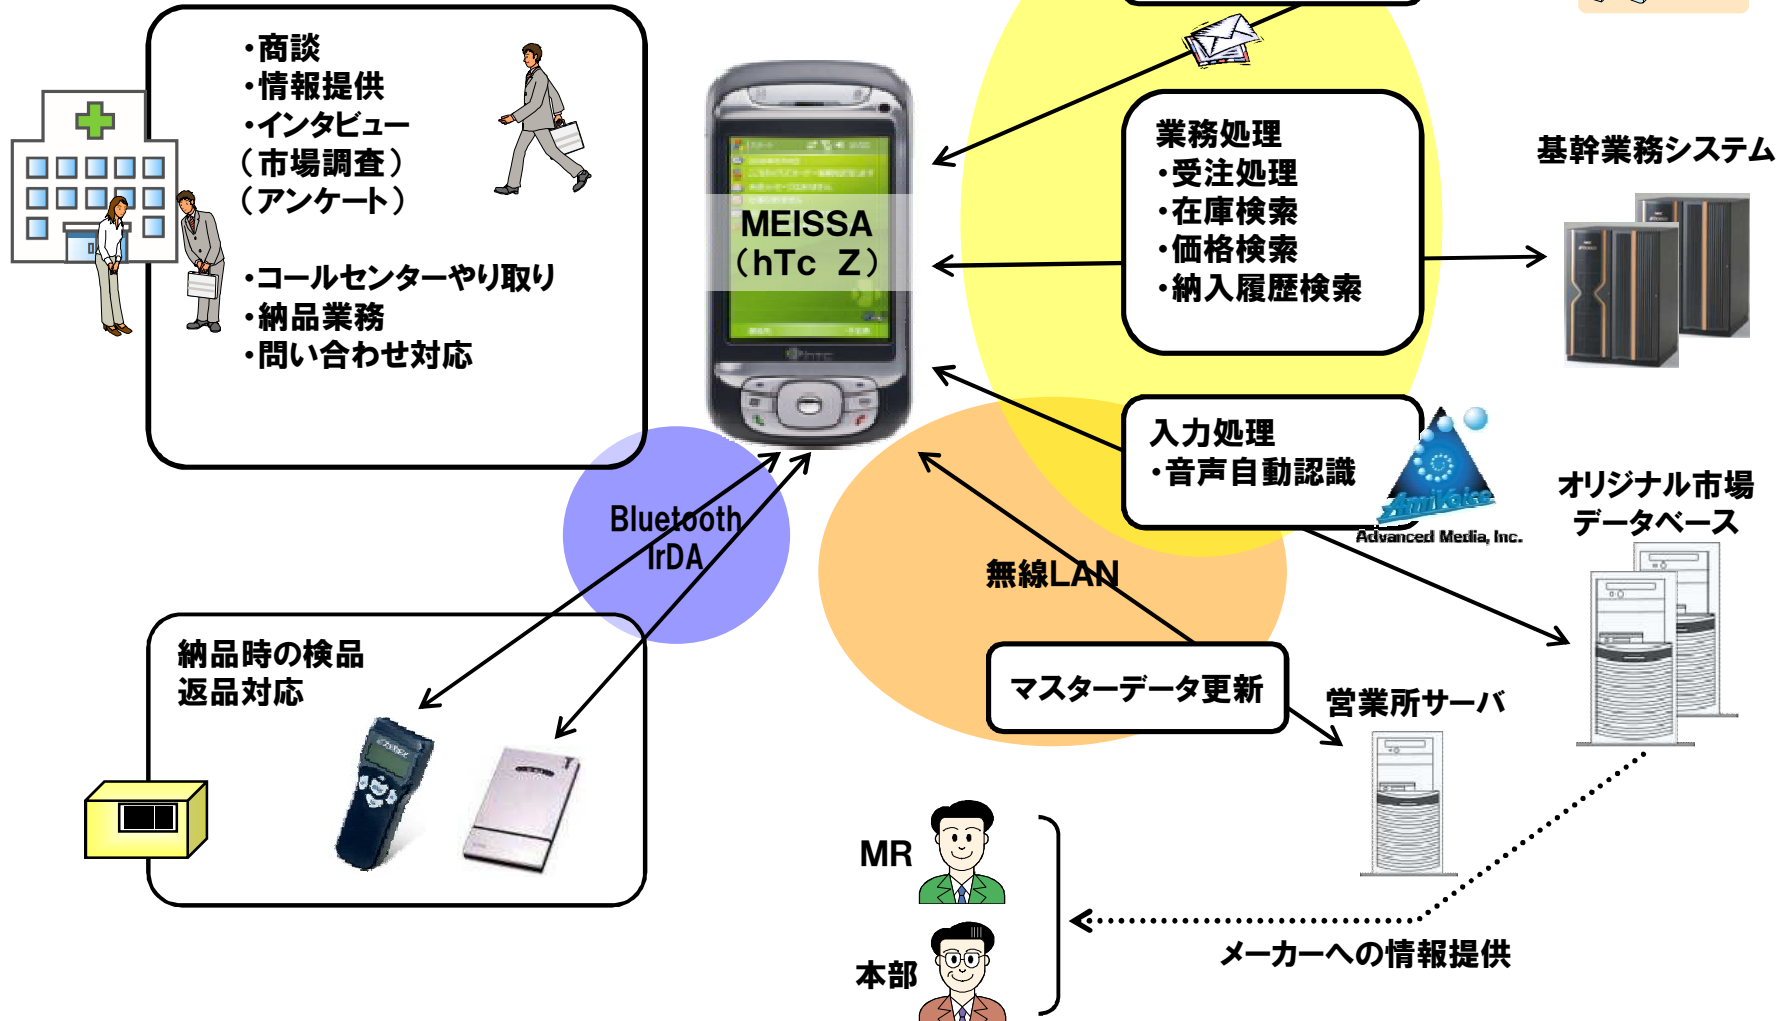 ・商談
・情報提供
・インタビュー
（市場調査）
（アンケート）
・コールセンターやり取り
・納品業務
・問い合わせ対応
MEISSA
（hTc Z）
業務処理
・受注処理
・在庫検索
・価格検索
・納入履歴検索
基幹業務システム
入力処理
・音声自動認識
AmiVoice
Advanced Media, Inc.
オリジナル市場
データベース
Bluetooth
IrDA
無線LAN
納品時の検品
返品対応
マスターデータ更新
営業所サーバ
MR
本部
メーカーへの情報提供